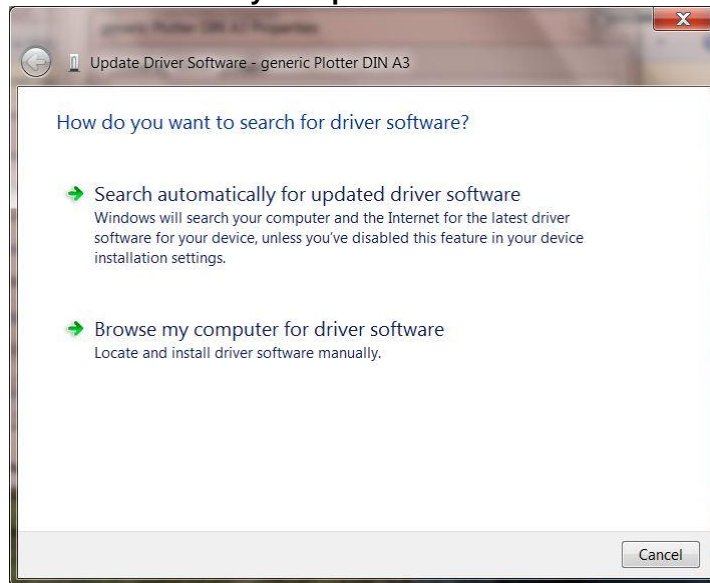 Update Driver Software - generic Plotter DIN A3
How do you want to search for driver software?
Search automatically for updated driver software
Windows will search your computer and the Internet for the latest driver
software for your device, unless you've disabled this feature in your device
installation settings.
Browse my computer for driver software
Locate and install driver software manually.
Cancel